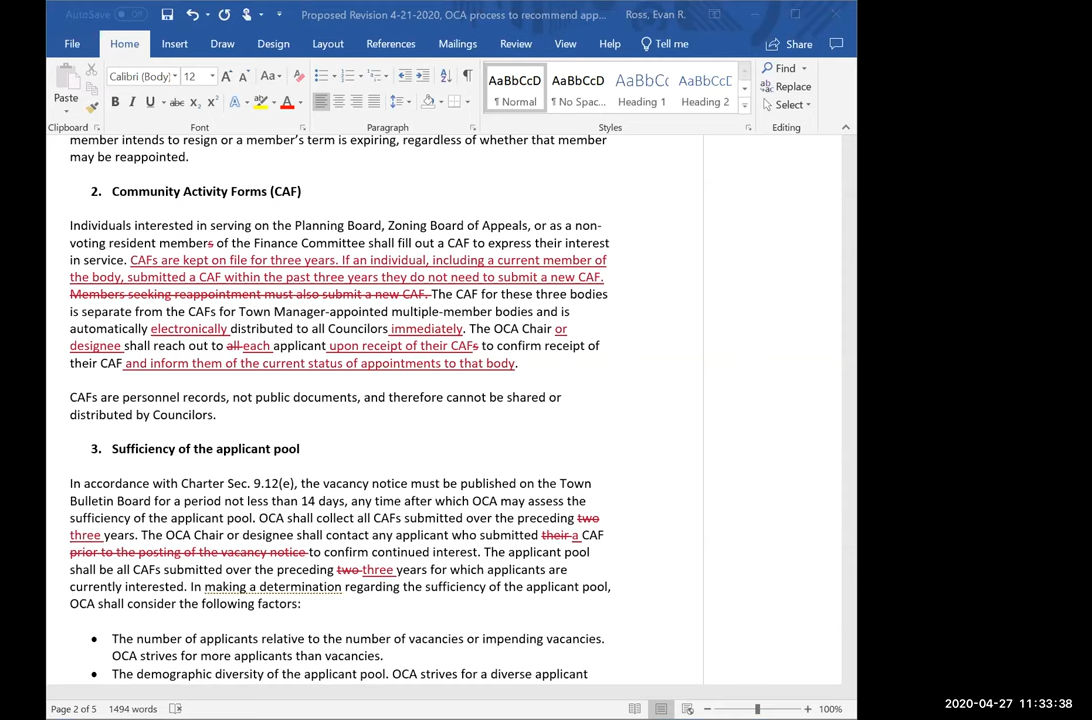 AutoSave Off
Proposed Revision 4-21-2020, OCA process to recommend app...
Ross, Evan R.
File Home Insert Draw Design Layout References Mailings Review View Help Tell me Share
Calibri (Body) 12 Aa
Paste
B I U abc x2 x2 A A
AaBbCcD AaBbCcD AaBbCc AaBbCcD
¶ Normal ¶ No Spac... Heading 1 Heading 2
Find
Replace
Select
Clipboard Font Paragraph Styles Editing
member intends to resign or a member's term is expiring, regardless of whether that member
may be reappointed.
2. Community Activity Forms (CAF)
Individuals interested in serving on the Planning Board, Zoning Board of Appeals, or as a non-
voting resident members of the Finance Committee shall fill out a CAF to express their interest
in service. CAFs are kept on file for three years. If an individual, including a current member of
the body, submitted a CAF within the past three years they do not need to submit a new CAF.
Members seeking reappointment must also submit a new CAF. The CAF for these three bodies
is separate from the CAFs for Town Manager-appointed multiple-member bodies and is
automatically electronically distributed to all Councilors immediately. The OCA Chair or
designee shall reach out to all each applicant upon receipt of their CAFs to confirm receipt of
their CAF and inform them of the current status of appointments to that body.
CAFs are personnel records, not public documents, and therefore cannot be shared or
distributed by Councilors.
3. Sufficiency of the applicant pool
In accordance with Charter Sec. 9.12(e), the vacancy notice must be published on the Town
Bulletin Board for a period not less than 14 days, any time after which OCA may assess the
sufficiency of the applicant pool. OCA shall collect all CAFs submitted over the preceding two
three years. The OCA Chair or designee shall contact any applicant who submitted their a CAF
prior to the posting of the vacancy notice to confirm continued interest. The applicant pool
shall be all CAFs submitted over the preceding two three years for which applicants are
currently interested. In making a determination regarding the sufficiency of the applicant pool,
OCA shall consider the following factors:
• The number of applicants relative to the number of vacancies or impending vacancies.
OCA strives for more applicants than vacancies.
• The demographic diversity of the applicant pool. OCA strives for a diverse applicant
Page 2 of 5 1494 words 100%
2020-04-27 11:33:38